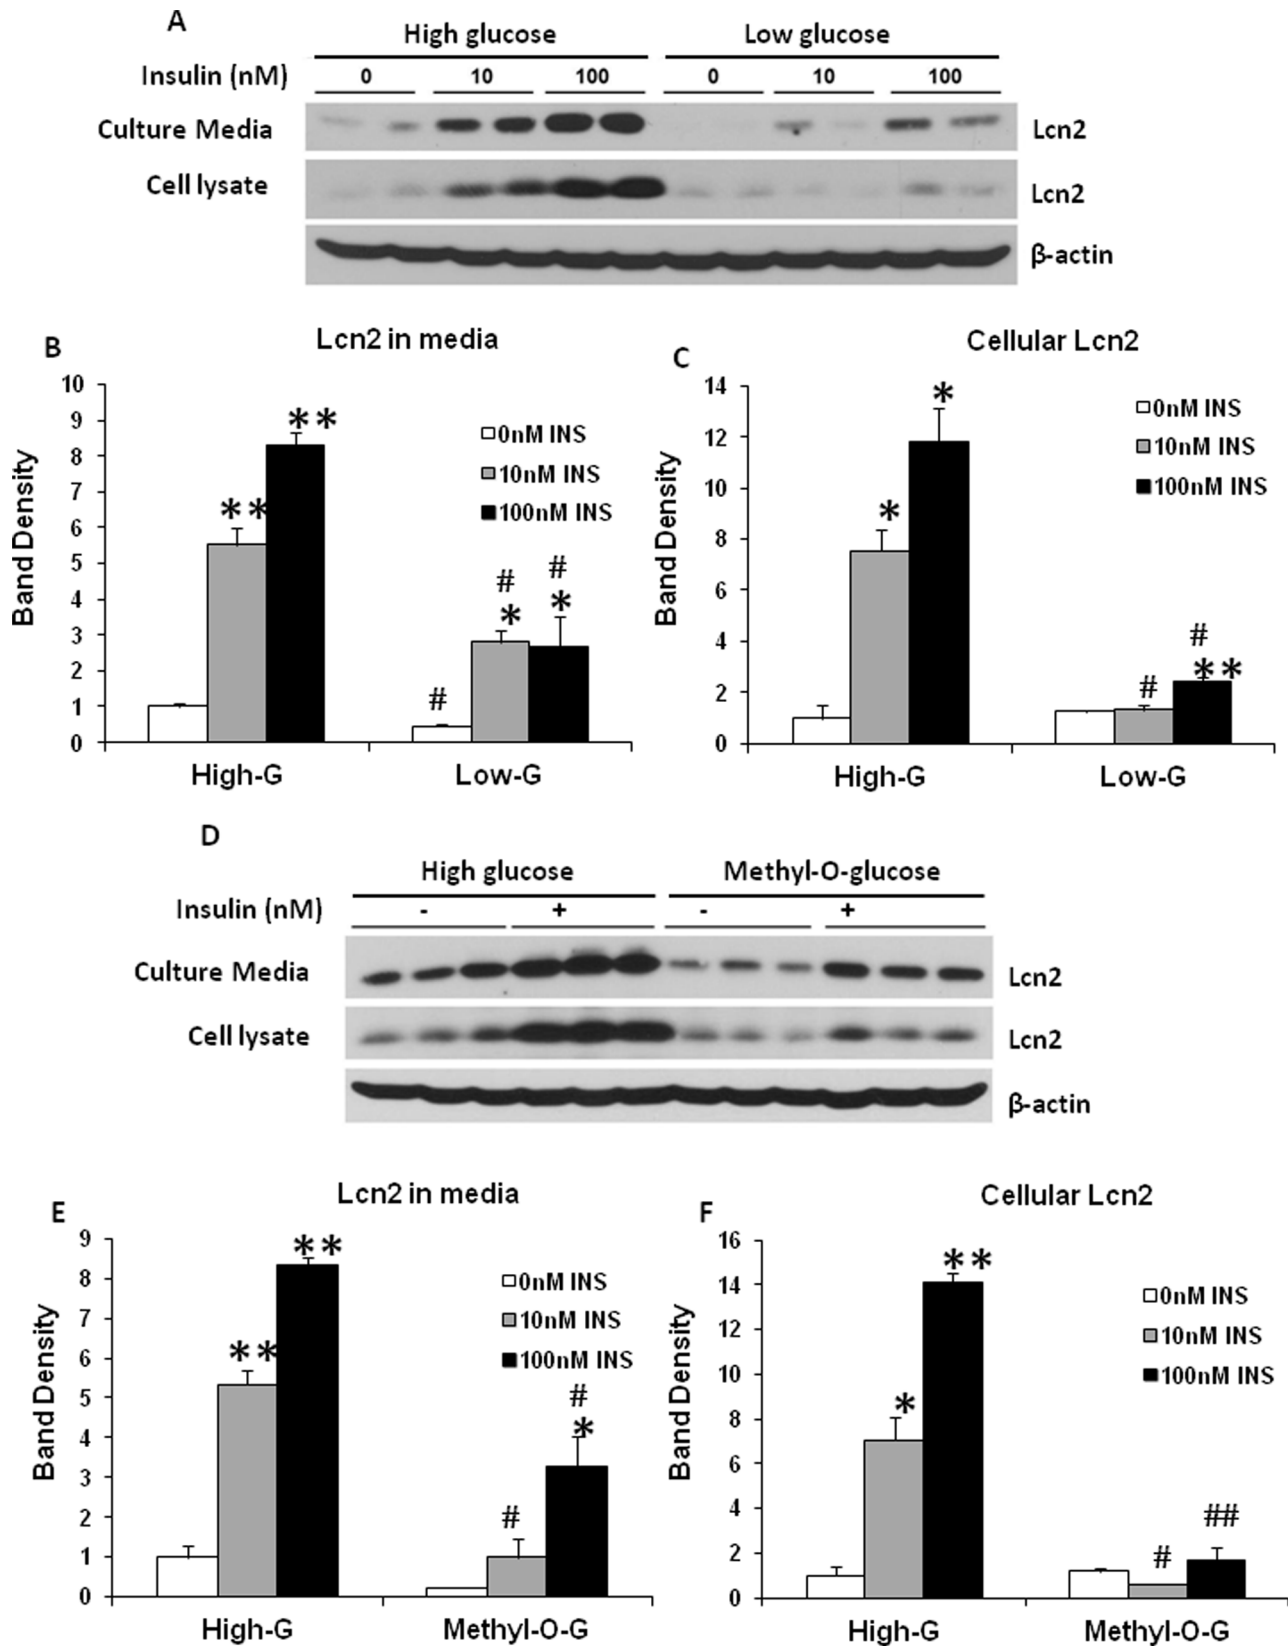 A
High glucose Low glucose
Insulin (nM) 0 10 100 0 10 100
Culture Media Lcn2
Cell lysate Lcn2
β-actin
B Lcn2 in media
10
9
8
7
6
5
4
3
2
1
0
Band Density
** ** # # * # *
0nM INS
10nM INS
100nM INS
High-G Low-G
C Cellular Lcn2
14
12
10
8
6
4
2
0
Band Density
* * # # **
0nM INS
10nM INS
100nM INS
High-G Low-G
D
High glucose Methyl-O-glucose
Insulin (nM) - + - +
Culture Media Lcn2
Cell lysate Lcn2
β-actin
E Lcn2 in media
9
8
7
6
5
4
3
2
1
0
Band Density
** ** # # *
0nM INS
10nM INS
100nM INS
High-G Methyl-O-G
F Cellular Lcn2
16
14
12
10
8
6
4
2
0
Band Density
* ** # ##
0nM INS
10nM INS
100nM INS
High-G Methyl-O-G